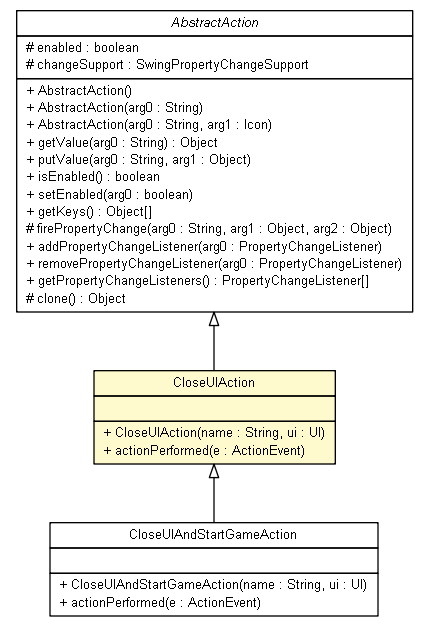 AbstractAction
# enabled : boolean
# changeSupport : SwingPropertyChangeSupport
+ AbstractAction()
+ AbstractAction(arg0 : String)
+ AbstractAction(arg0 : String, arg1 : Icon)
+ getValue(arg0 : String) : Object
+ putValue(arg0 : String, arg1 : Object)
+ isEnabled() : boolean
+ setEnabled(arg0 : boolean)
+ getKeys() : Object[]
# firePropertyChange(arg0 : String, arg1 : Object, arg2 : Object)
+ addPropertyChangeListener(arg0 : PropertyChangeListener)
+ removePropertyChangeListener(arg0 : PropertyChangeListener)
+ getPropertyChangeListeners() : PropertyChangeListener[]
# clone() : Object
CloseUIAction
+ CloseUIAction(name : String, ui : UI)
+ actionPerformed(e : ActionEvent)
CloseUIAndStartGameAction
+ CloseUIAndStartGameAction(name : String, ui : UI)
+ actionPerformed(e : ActionEvent)